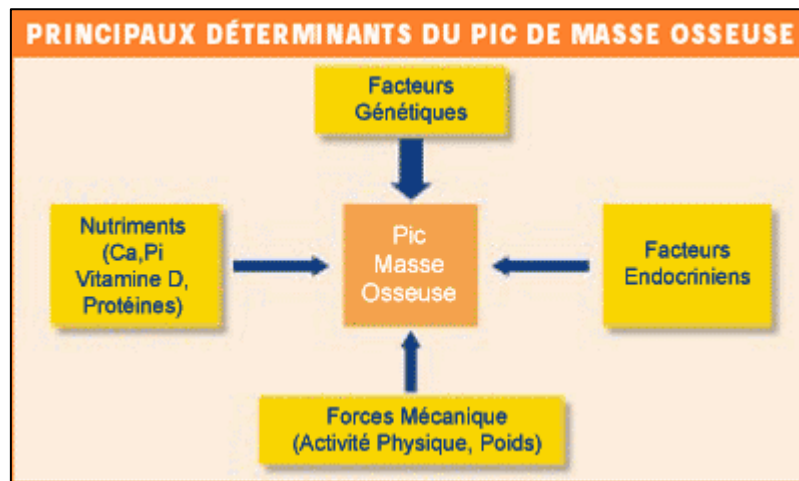 PRINCIPAUX DÉTERMINANTS DU PIC DE MASSE OSSEUSE
Facteurs
Génétiques
Nutriments
(Ca,Pi
Vitamine D,
Protéines)
Pic
Masse
Osseuse
Facteurs
Endocriniens
Forces Mécanique
(Activité Physique, Poids)